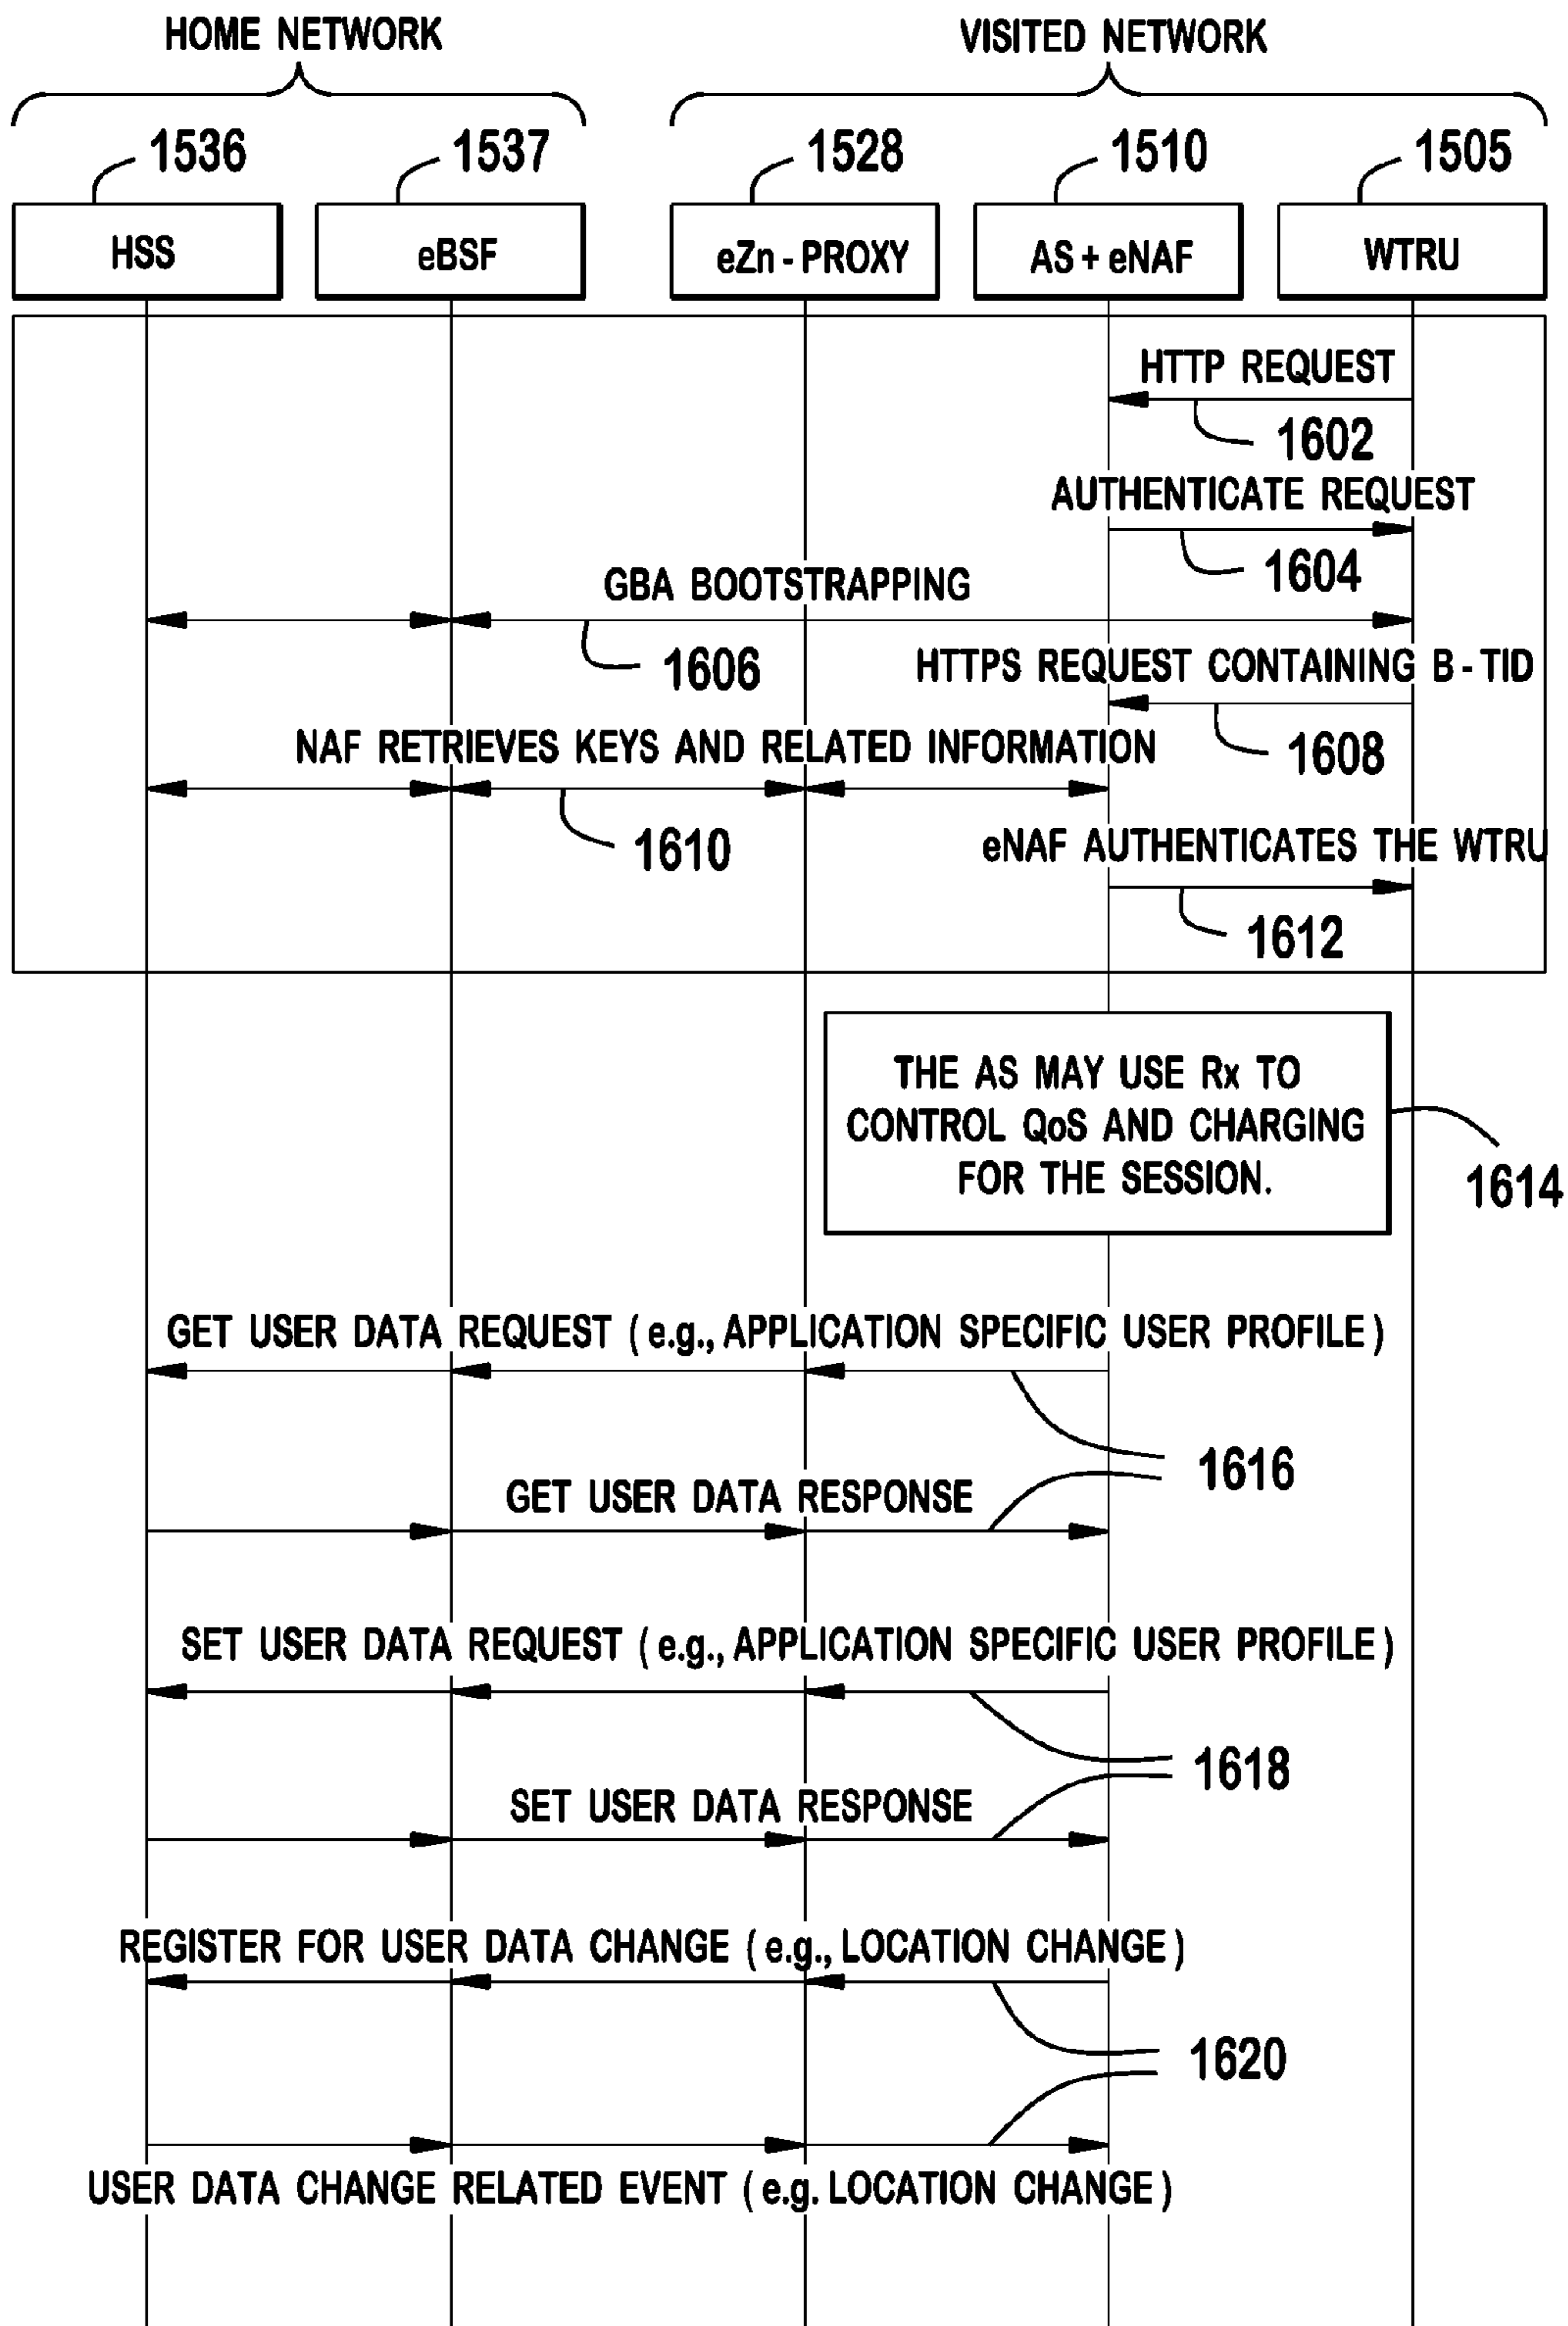 HOME NETWORK
VISITED NETWORK
1536
1537
1528
1510
1505
HSS
eBSF
eZn - PROXY
AS + eNAF
WTRU
HTTP REQUEST
1602
AUTHENTICATE REQUEST
1604
GBA BOOTSTRAPPING
1606
HTTPS REQUEST CONTAINING B - TID
1608
NAF RETRIEVES KEYS AND RELATED INFORMATION
1610
eNAF AUTHENTICATES THE WTRU
1612
THE AS MAY USE Rx TO
CONTROL QoS AND CHARGING
FOR THE SESSION.
1614
GET USER DATA REQUEST ( e.g., APPLICATION SPECIFIC USER PROFILE )
1616
GET USER DATA RESPONSE
SET USER DATA REQUEST ( e.g., APPLICATION SPECIFIC USER PROFILE )
1618
SET USER DATA RESPONSE
REGISTER FOR USER DATA CHANGE ( e.g., LOCATION CHANGE )
1620
USER DATA CHANGE RELATED EVENT ( e.g. LOCATION CHANGE )